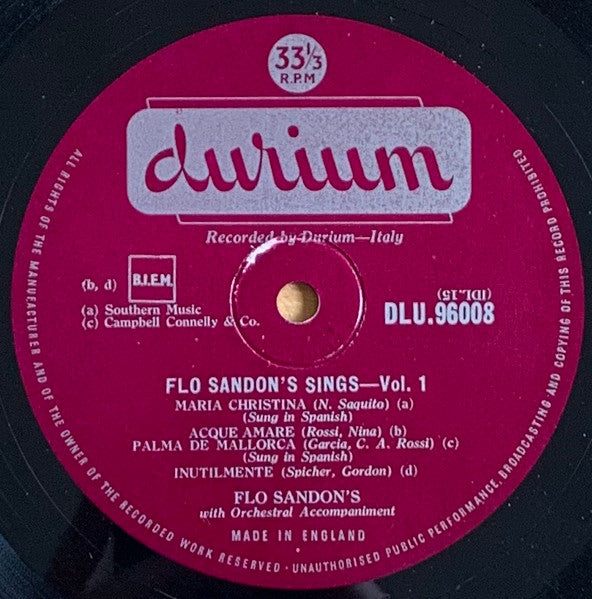 33 1/3
R.P.M
durium
Recorded by Durium—Italy
(b, d) B.I.E.M.
(a) Southern Music
(c) Campbell Connelly & Co.
(DL.15)
DLU.96008
FLO SANDON'S SINGS—Vol. 1
MARIA CHRISTINA (N. Saquito) (a)
(Sung in Spanish)
ACQUE AMARE (Rossi, Nina) (b)
PALMA DE MALLORCA (Garcia, C. A. Rossi) (c)
(Sung in Spanish)
INUTILMENTE (Spicher, Gordon) (d)
FLO SANDON'S
with Orchestral Accompaniment
MADE IN ENGLAND
ALL RIGHTS OF THE MANUFACTURER AND OF THE OWNER OF THE RECORDED WORK RESERVED · UNAUTHORISED PUBLIC PERFORMANCE, BROADCASTING AND COPYING OF THIS RECORD PROHIBITED